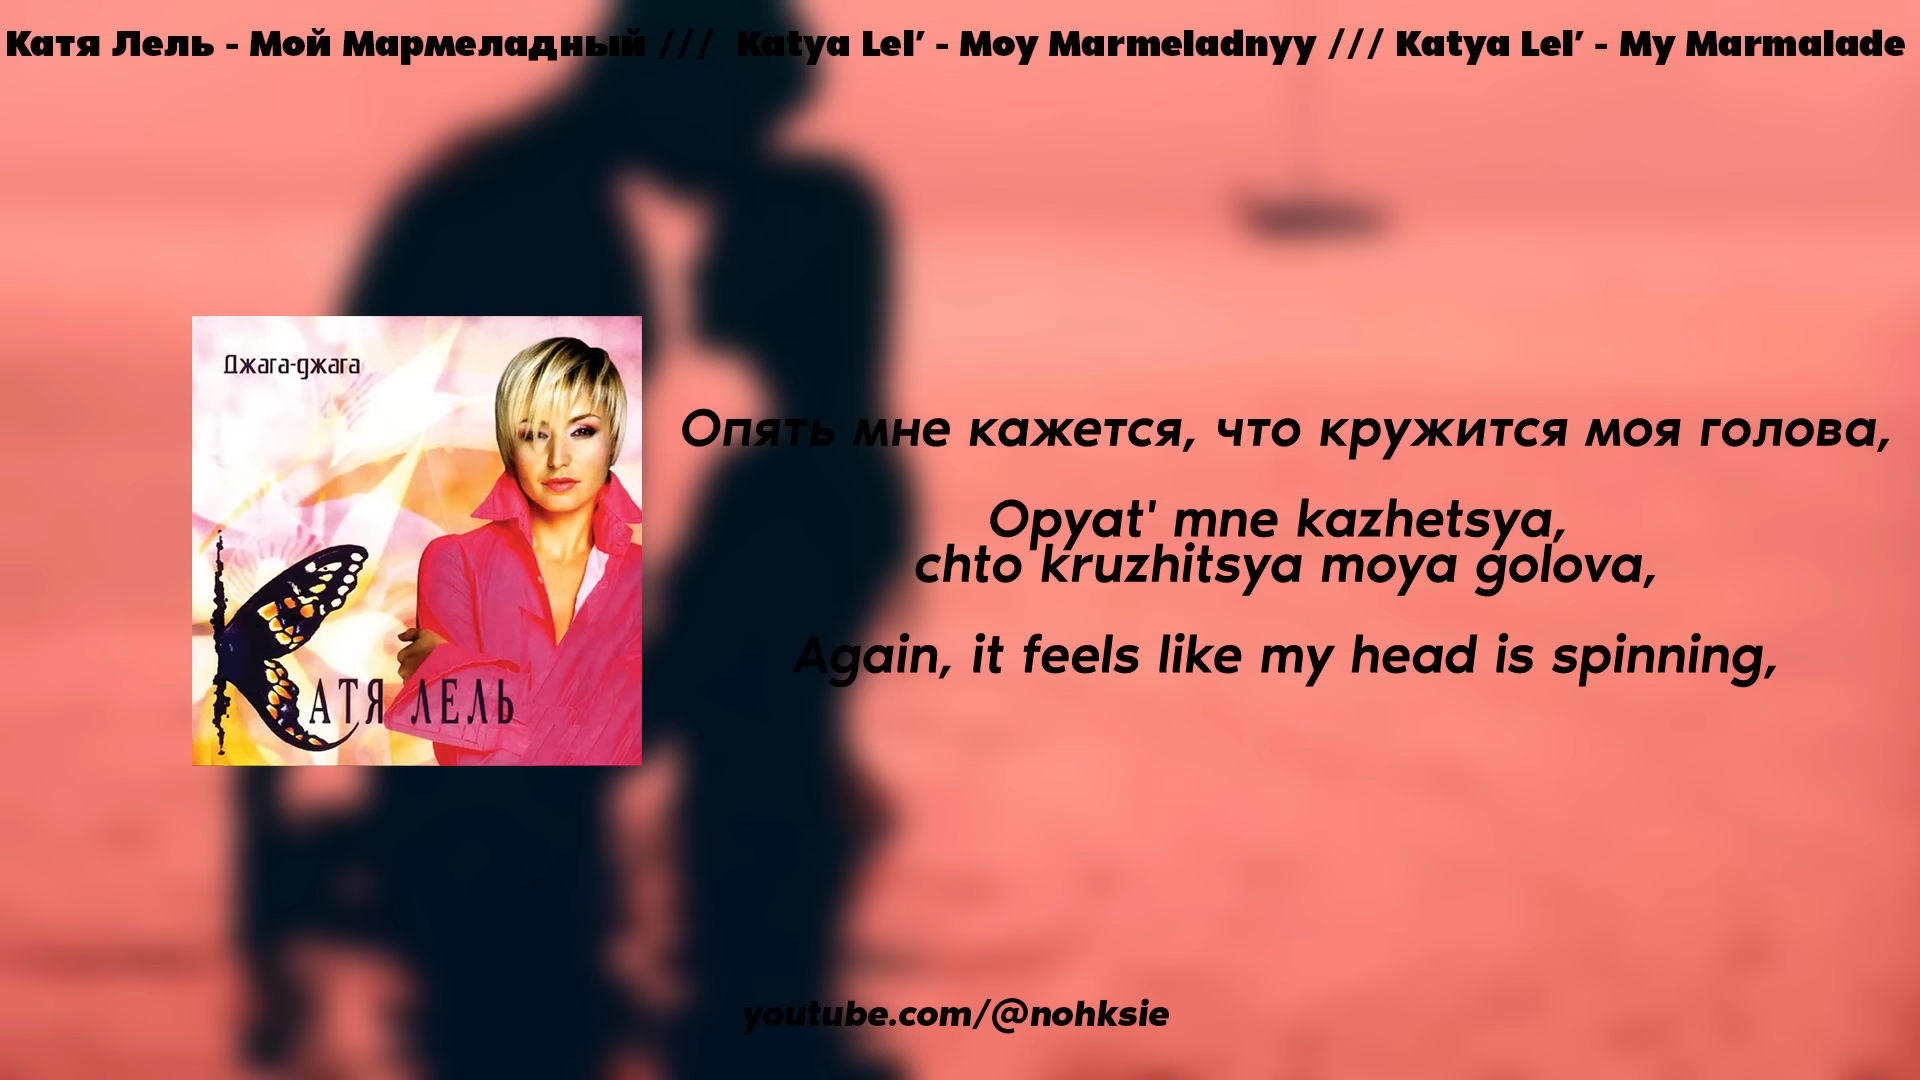 Катя Лель - Мой Мармеладный /// Katya Lel’ - Moy Marmeladnyy /// Katya Lel’ - My Marmalade
Джага-джага
КАТЯ ЛЕЛЬ
Опять мне кажется, что кружится моя голова,
Opyat' mne kazhetsya,
chto kruzhitsya moya golova,
Again, it feels like my head is spinning,
youtube.com/@nohksie